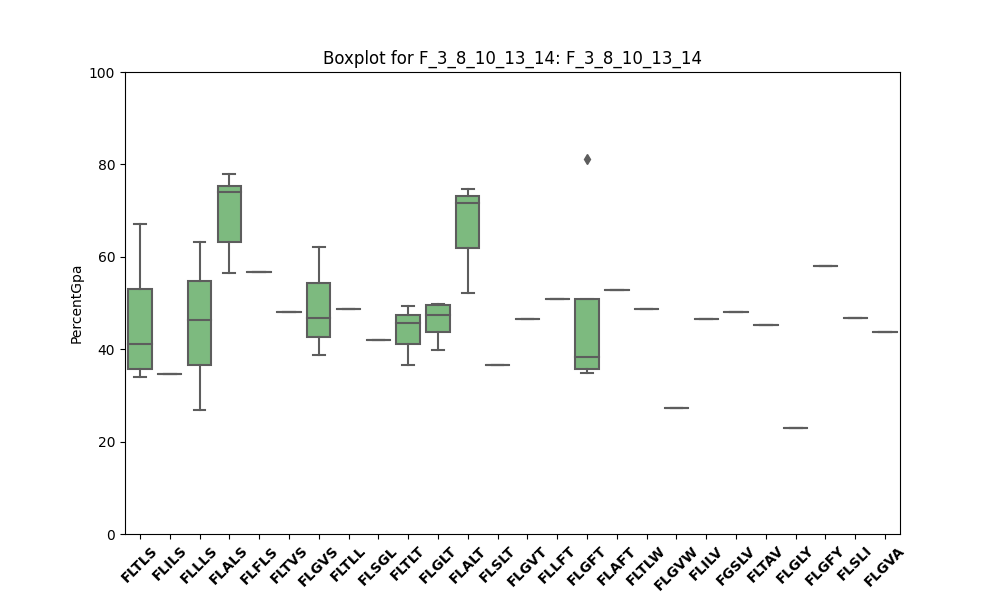 Boxplot for F_3_8_10_13_14: F_3_8_10_13_14
100
80
60
40
20
0
PercentGpa
FLTLS
FLILS
FLLLS
FLALS
FLFLS
FLTVS
FLGVS
FLTLL
FLSGL
FLTLT
FLGLT
FLALT
FLSLT
FLGVT
FLLFT
FLGFT
FLAFT
FLTLW
FLGVW
FLILV
FGSLV
FLTAV
FLGLY
FLGFY
FLSLI
FLGVA